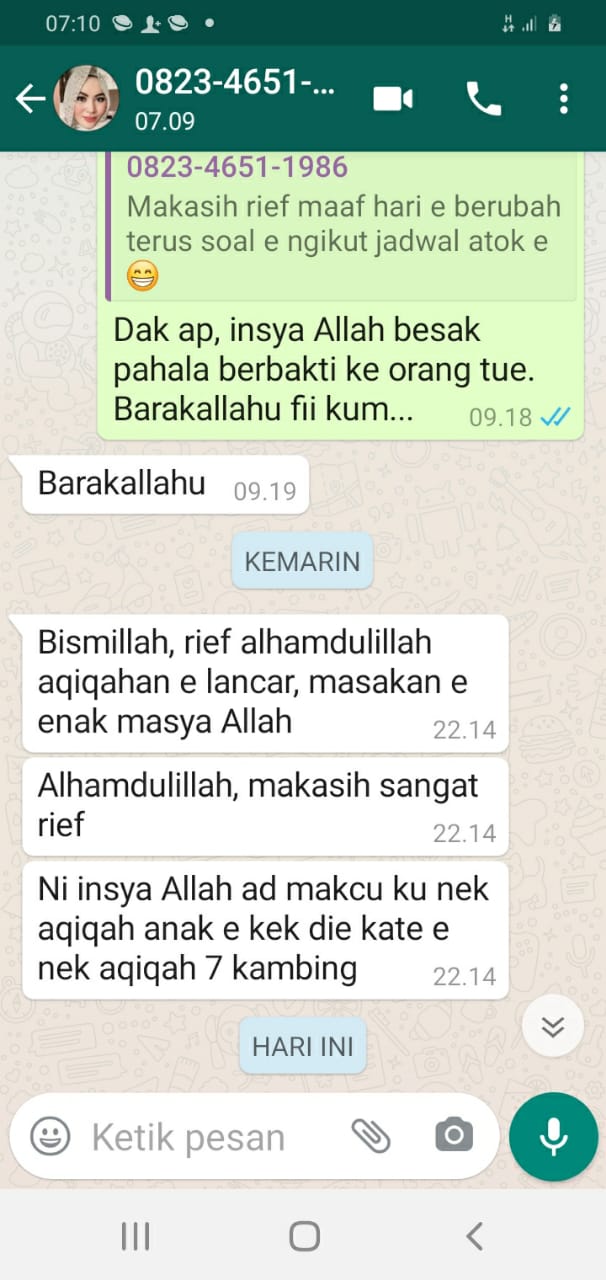 07:10
0823-4651-...
07.09
0823-4651-1986
Makasih rief maaf hari e berubah
terus soal e ngikut jadwal atok e
😁
Dak ap, insya Allah besak
pahala berbakti ke orang tue.
Barakallahu fii kum...
09.18
Barakallahu
09.19
KEMARIN
Bismillah, rief alhamdulillah
aqiqahan e lancar, masakan e
enak masya Allah
22.14
Alhamdulillah, makasih sangat
rief
22.14
Ni insya Allah ad makcu ku nek
aqiqah anak e kek die kate e
nek aqiqah 7 kambing
22.14
HARI INI
Ketik pesan